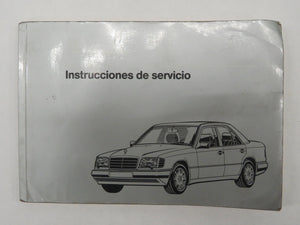 Instrucciones de servicio